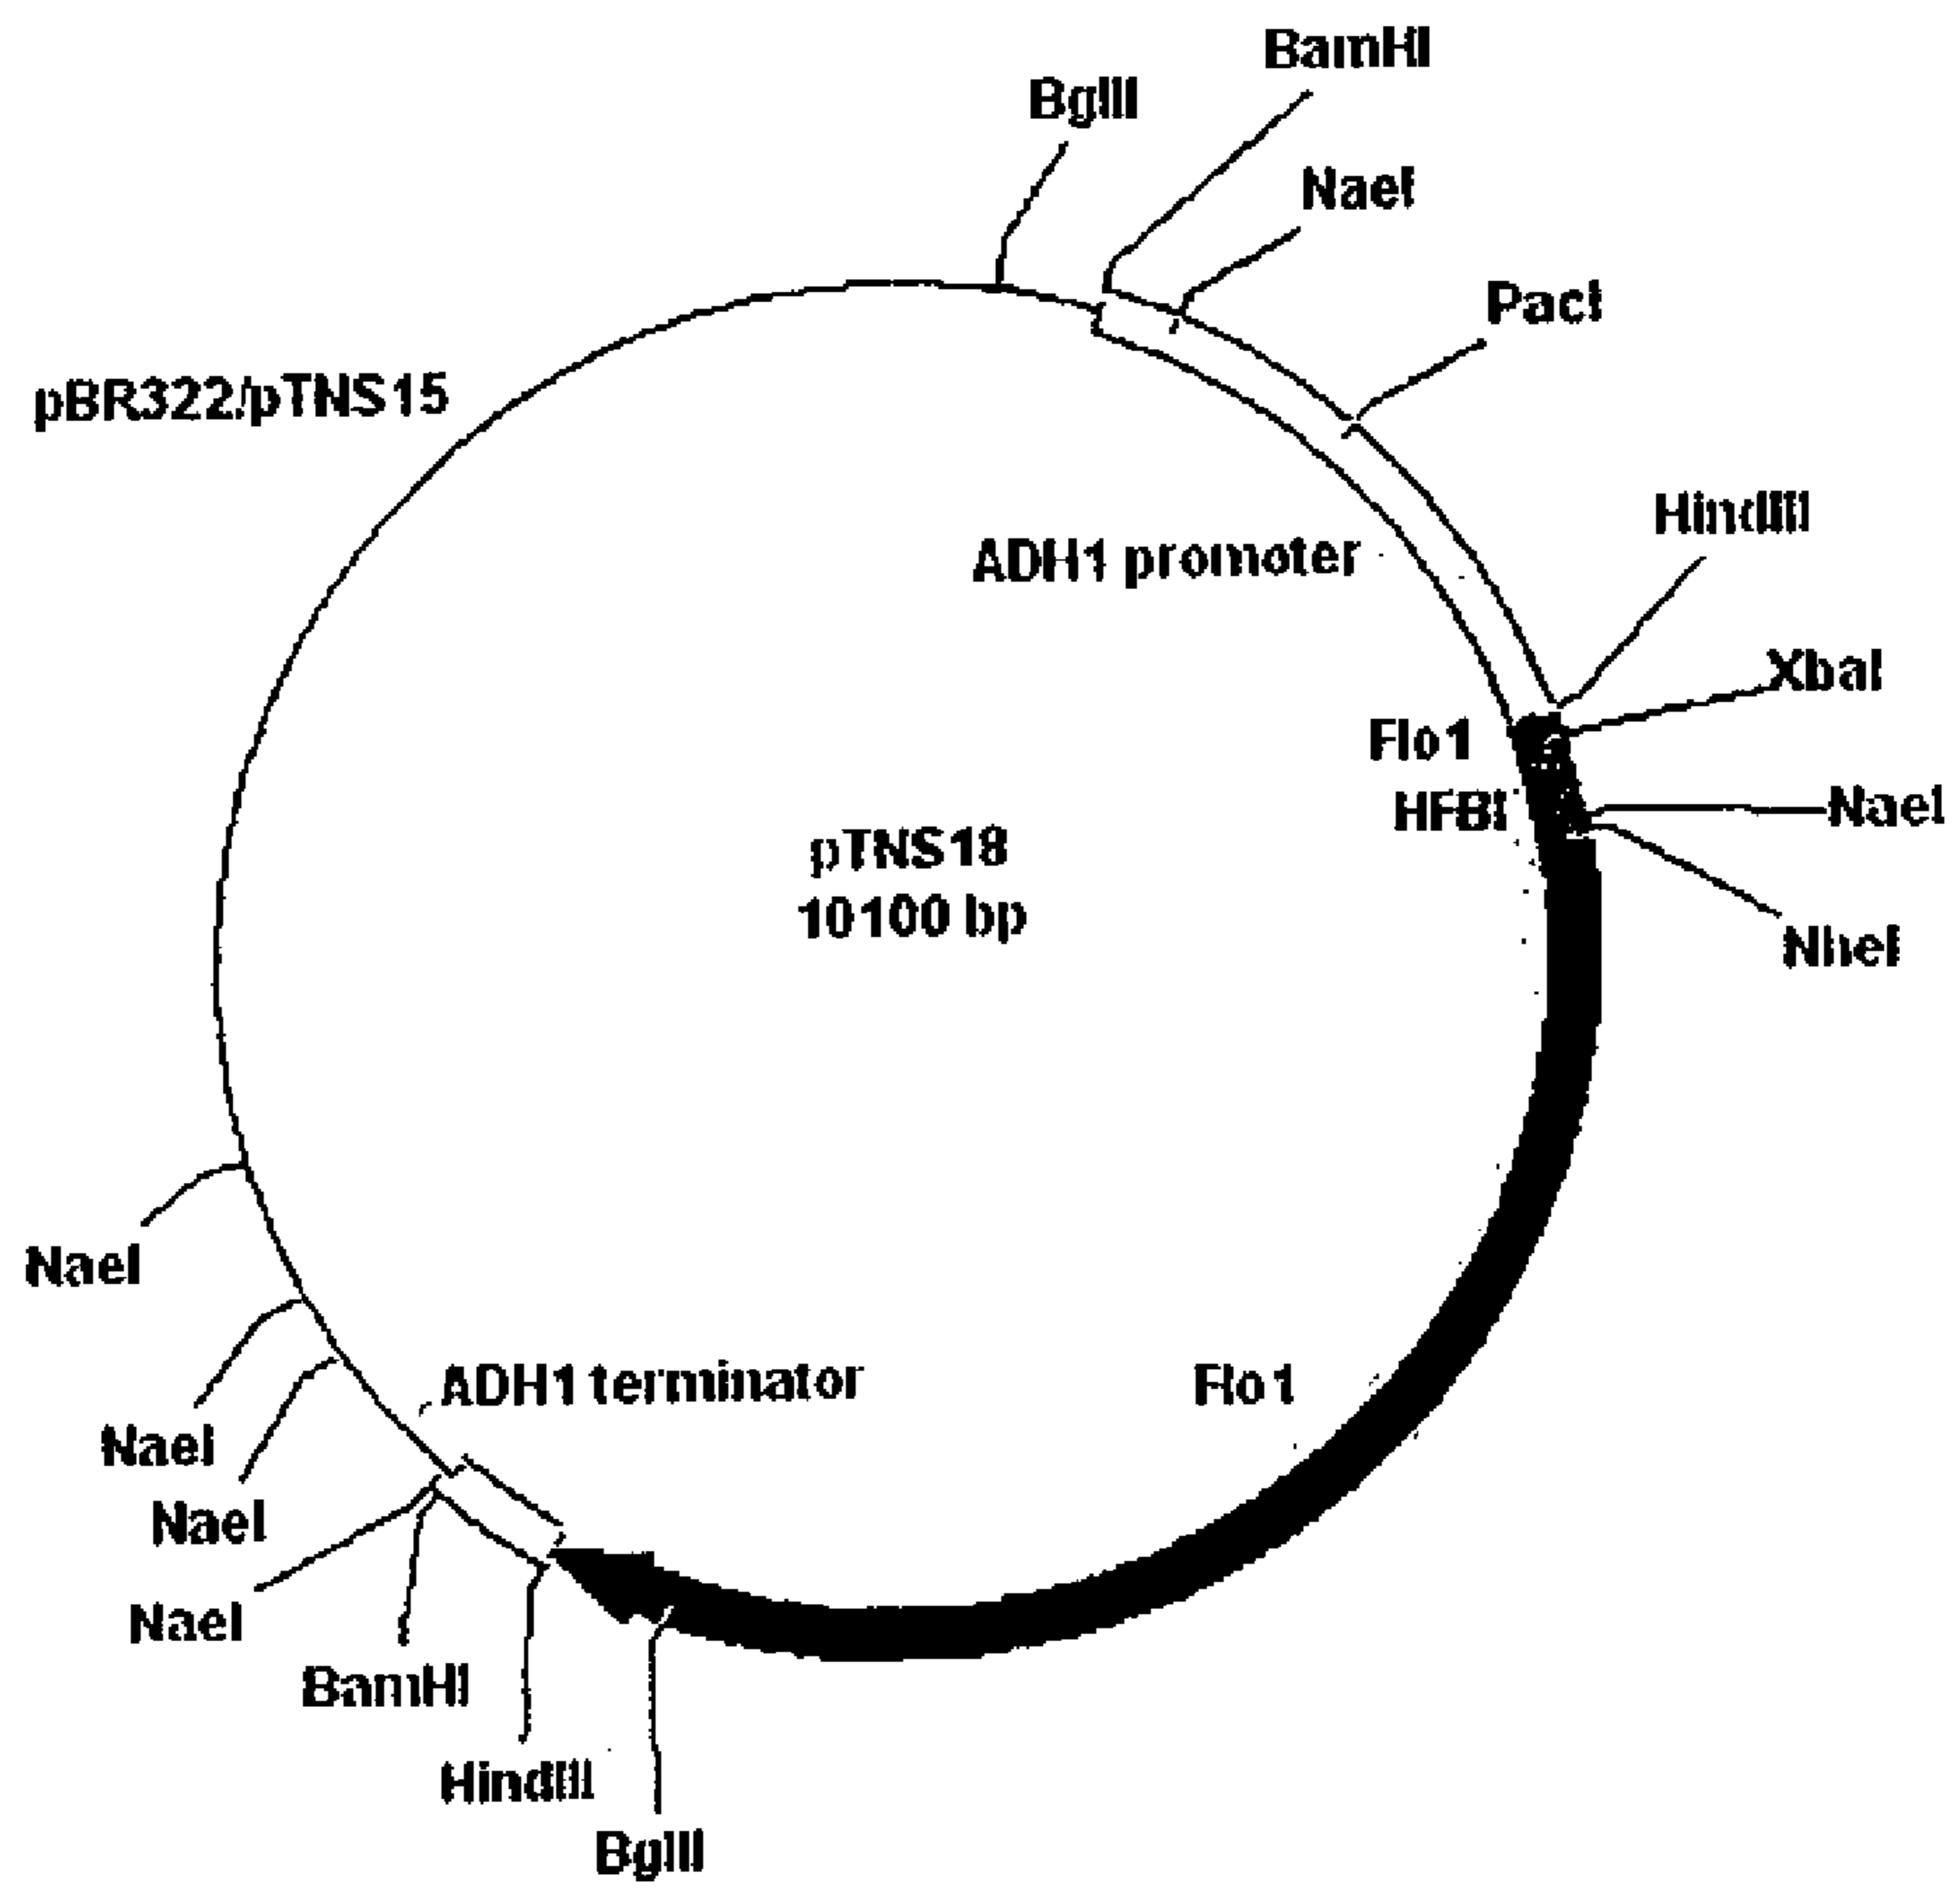 BamHI
BglII
NaeI
PacI
pBR322/pTNS15
HindIII
ADH1 promoter
XbaI
Flo1
HFBI
NaeI
pTNS18
10100 bp
NheI
NaeI
ADH1 terminator
Flo1
NaeI
NaeI
NaeI
BamHI
HindIII
BglII